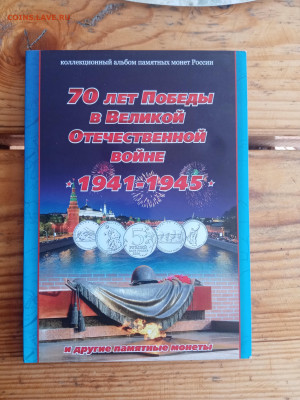 COINS.LAVE.RU
коллекционный альбом памятных монет России
70 лет Победы
в Великой
Отечественной
войне
1941-1945
5
и другие памятные монеты